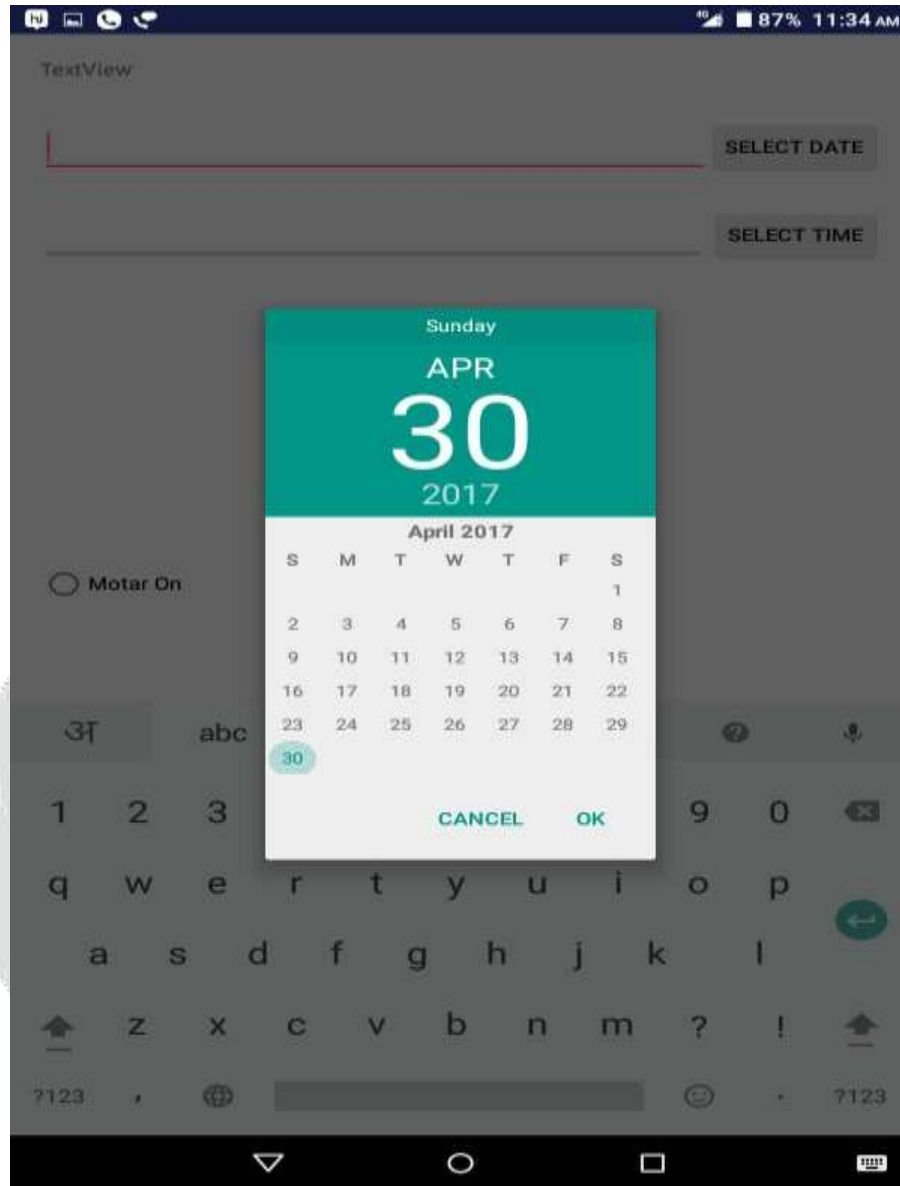 87% 11:34 AM
TextView
SELECT DATE
SELECT TIME
Sunday
APR
30
2017
April 2017
S M T W T F S
1
2 3 4 5 6 7 8
9 10 11 12 13 14 15
16 17 18 19 20 21 22
23 24 25 26 27 28 29
30
CANCEL OK
Motar On
अ abc
1 2 3 9 0
q w e r t y u i o p
a s d f g h j k l
z x c v b n m ? !
?123 , . ?123